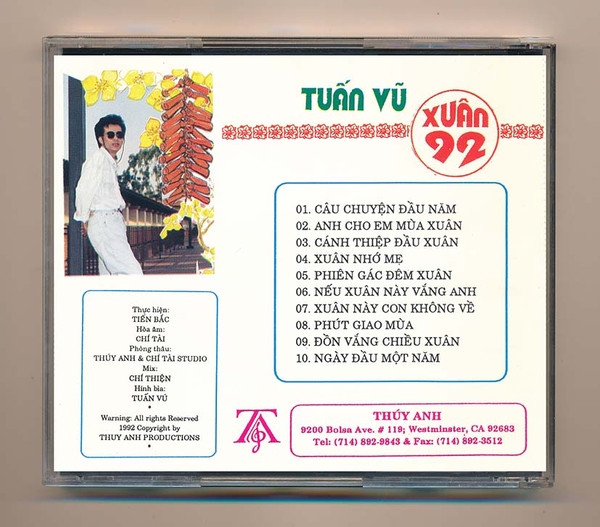 TUẤN VŨ
XUÂN
92
01. CÂU CHUYỆN ĐẦU NĂM
02. ANH CHO EM MÙA XUÂN
03. CÁNH THIỆP ĐẦU XUÂN
04. XUÂN NHỚ MẸ
05. PHIÊN GÁC ĐÊM XUÂN
06. NẾU XUÂN NÀY VẮNG ANH
07. XUÂN NÀY CON KHÔNG VỀ
08. PHÚT GIAO MÙA
09. ĐỒN VẮNG CHIỀU XUÂN
10. NGÀY ĐẦU MỘT NĂM
Thực hiện:
TIẾN BẮC
Hòa âm:
CHÍ TÀI
Phòng thâu:
THÚY ANH & CHÍ TÀI STUDIO
Mix:
CHÍ THIỆN
Hình bìa:
TUẤN VŨ
*
Warning: All rights Reserved
1992 Copyright by
THUY ANH PRODUCTIONS
*
TA
THÚY ANH
9200 Bolsa Ave. # 119; Westminster, CA 92683
Tel: (714) 892-9843 & Fax: (714) 892-3512